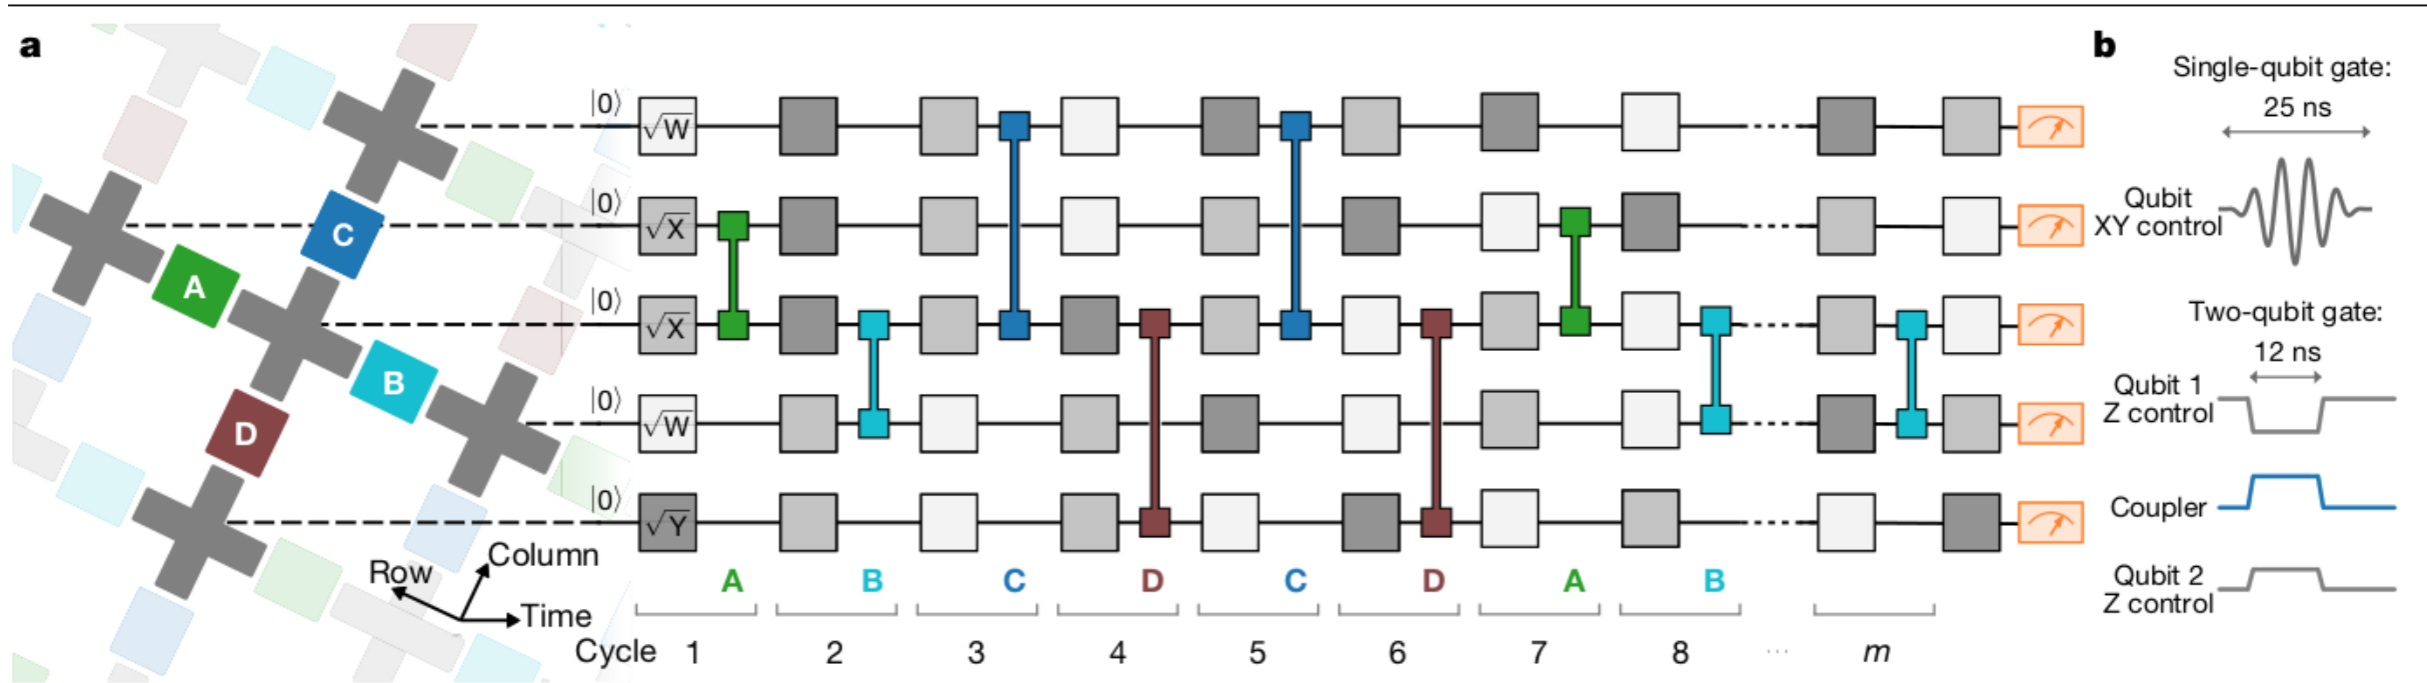 a
C
A
B
D
Row
Column
Time
|0⟩
|0⟩
|0⟩
|0⟩
|0⟩
√W
√X
√X
√W
√Y
A B C D C D A B
Cycle 1 2 3 4 5 6 7 8 ... m
b
Single-qubit gate:
25 ns
Qubit
XY control
Two-qubit gate:
12 ns
Qubit 1
Z control
Coupler
Qubit 2
Z control